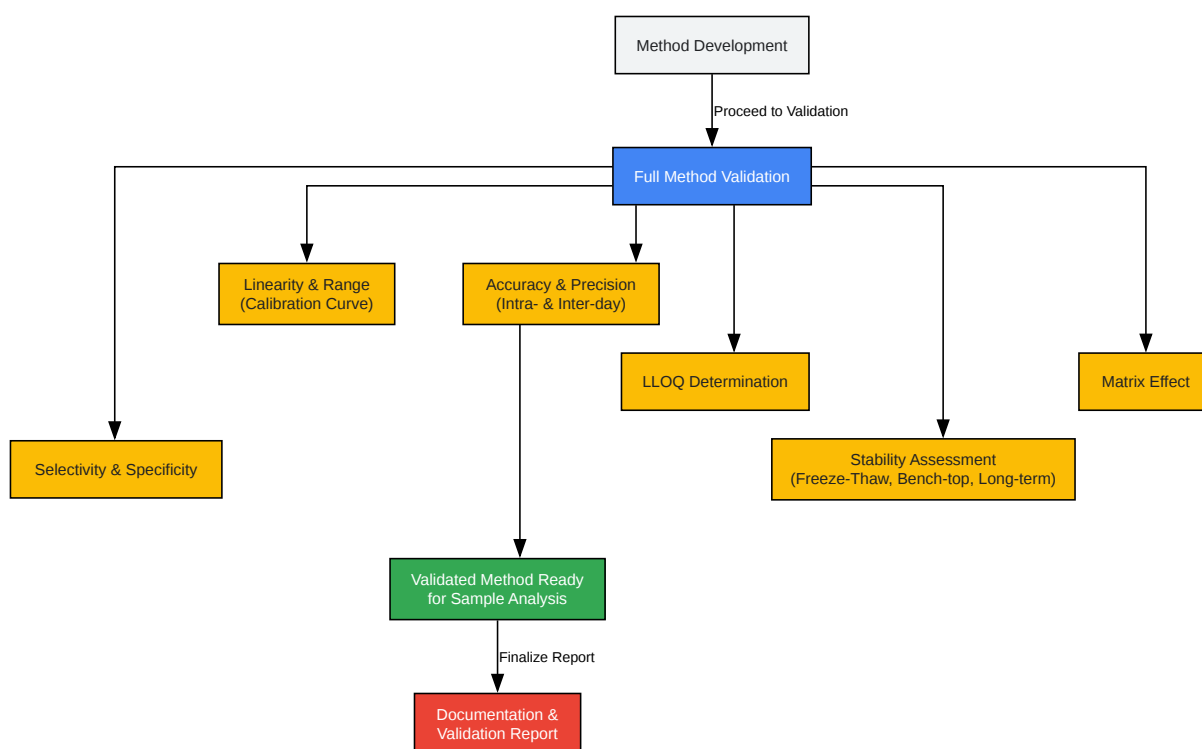 Method Development
Proceed to Validation
Full Method Validation
Linearity & Range
(Calibration Curve)
Accuracy & Precision
(Intra- & Inter-day)
LLOQ Determination
Matrix Effect
Selectivity & Specificity
Stability Assessment
(Freeze-Thaw, Bench-top, Long-term)
Validated Method Ready
for Sample Analysis
Finalize Report
Documentation &
Validation Report